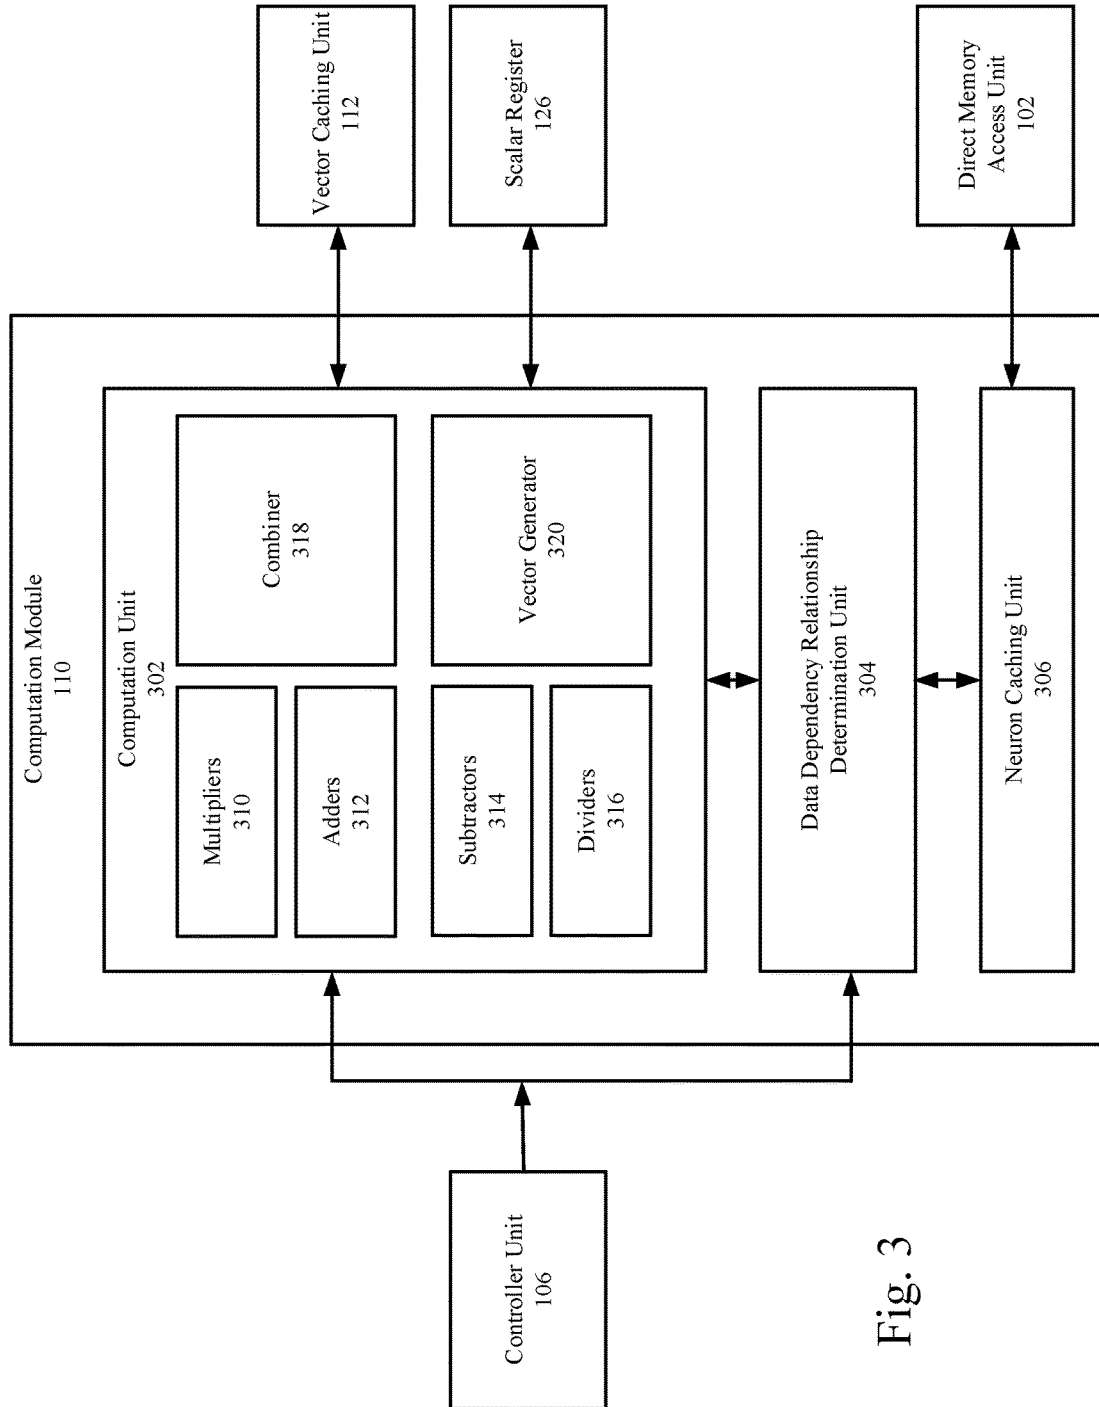 Computation Module
110
Computation Unit
302
Multipliers
310
Adders
312
Subtractors
314
Dividers
316
Combiner
318
Vector Generator
320
Data Dependency Relationship
Determination Unit
304
Neuron Caching Unit
306
Controller Unit
106
Vector Caching Unit
112
Scalar Register
126
Direct Memory
Access Unit
102
Fig. 3